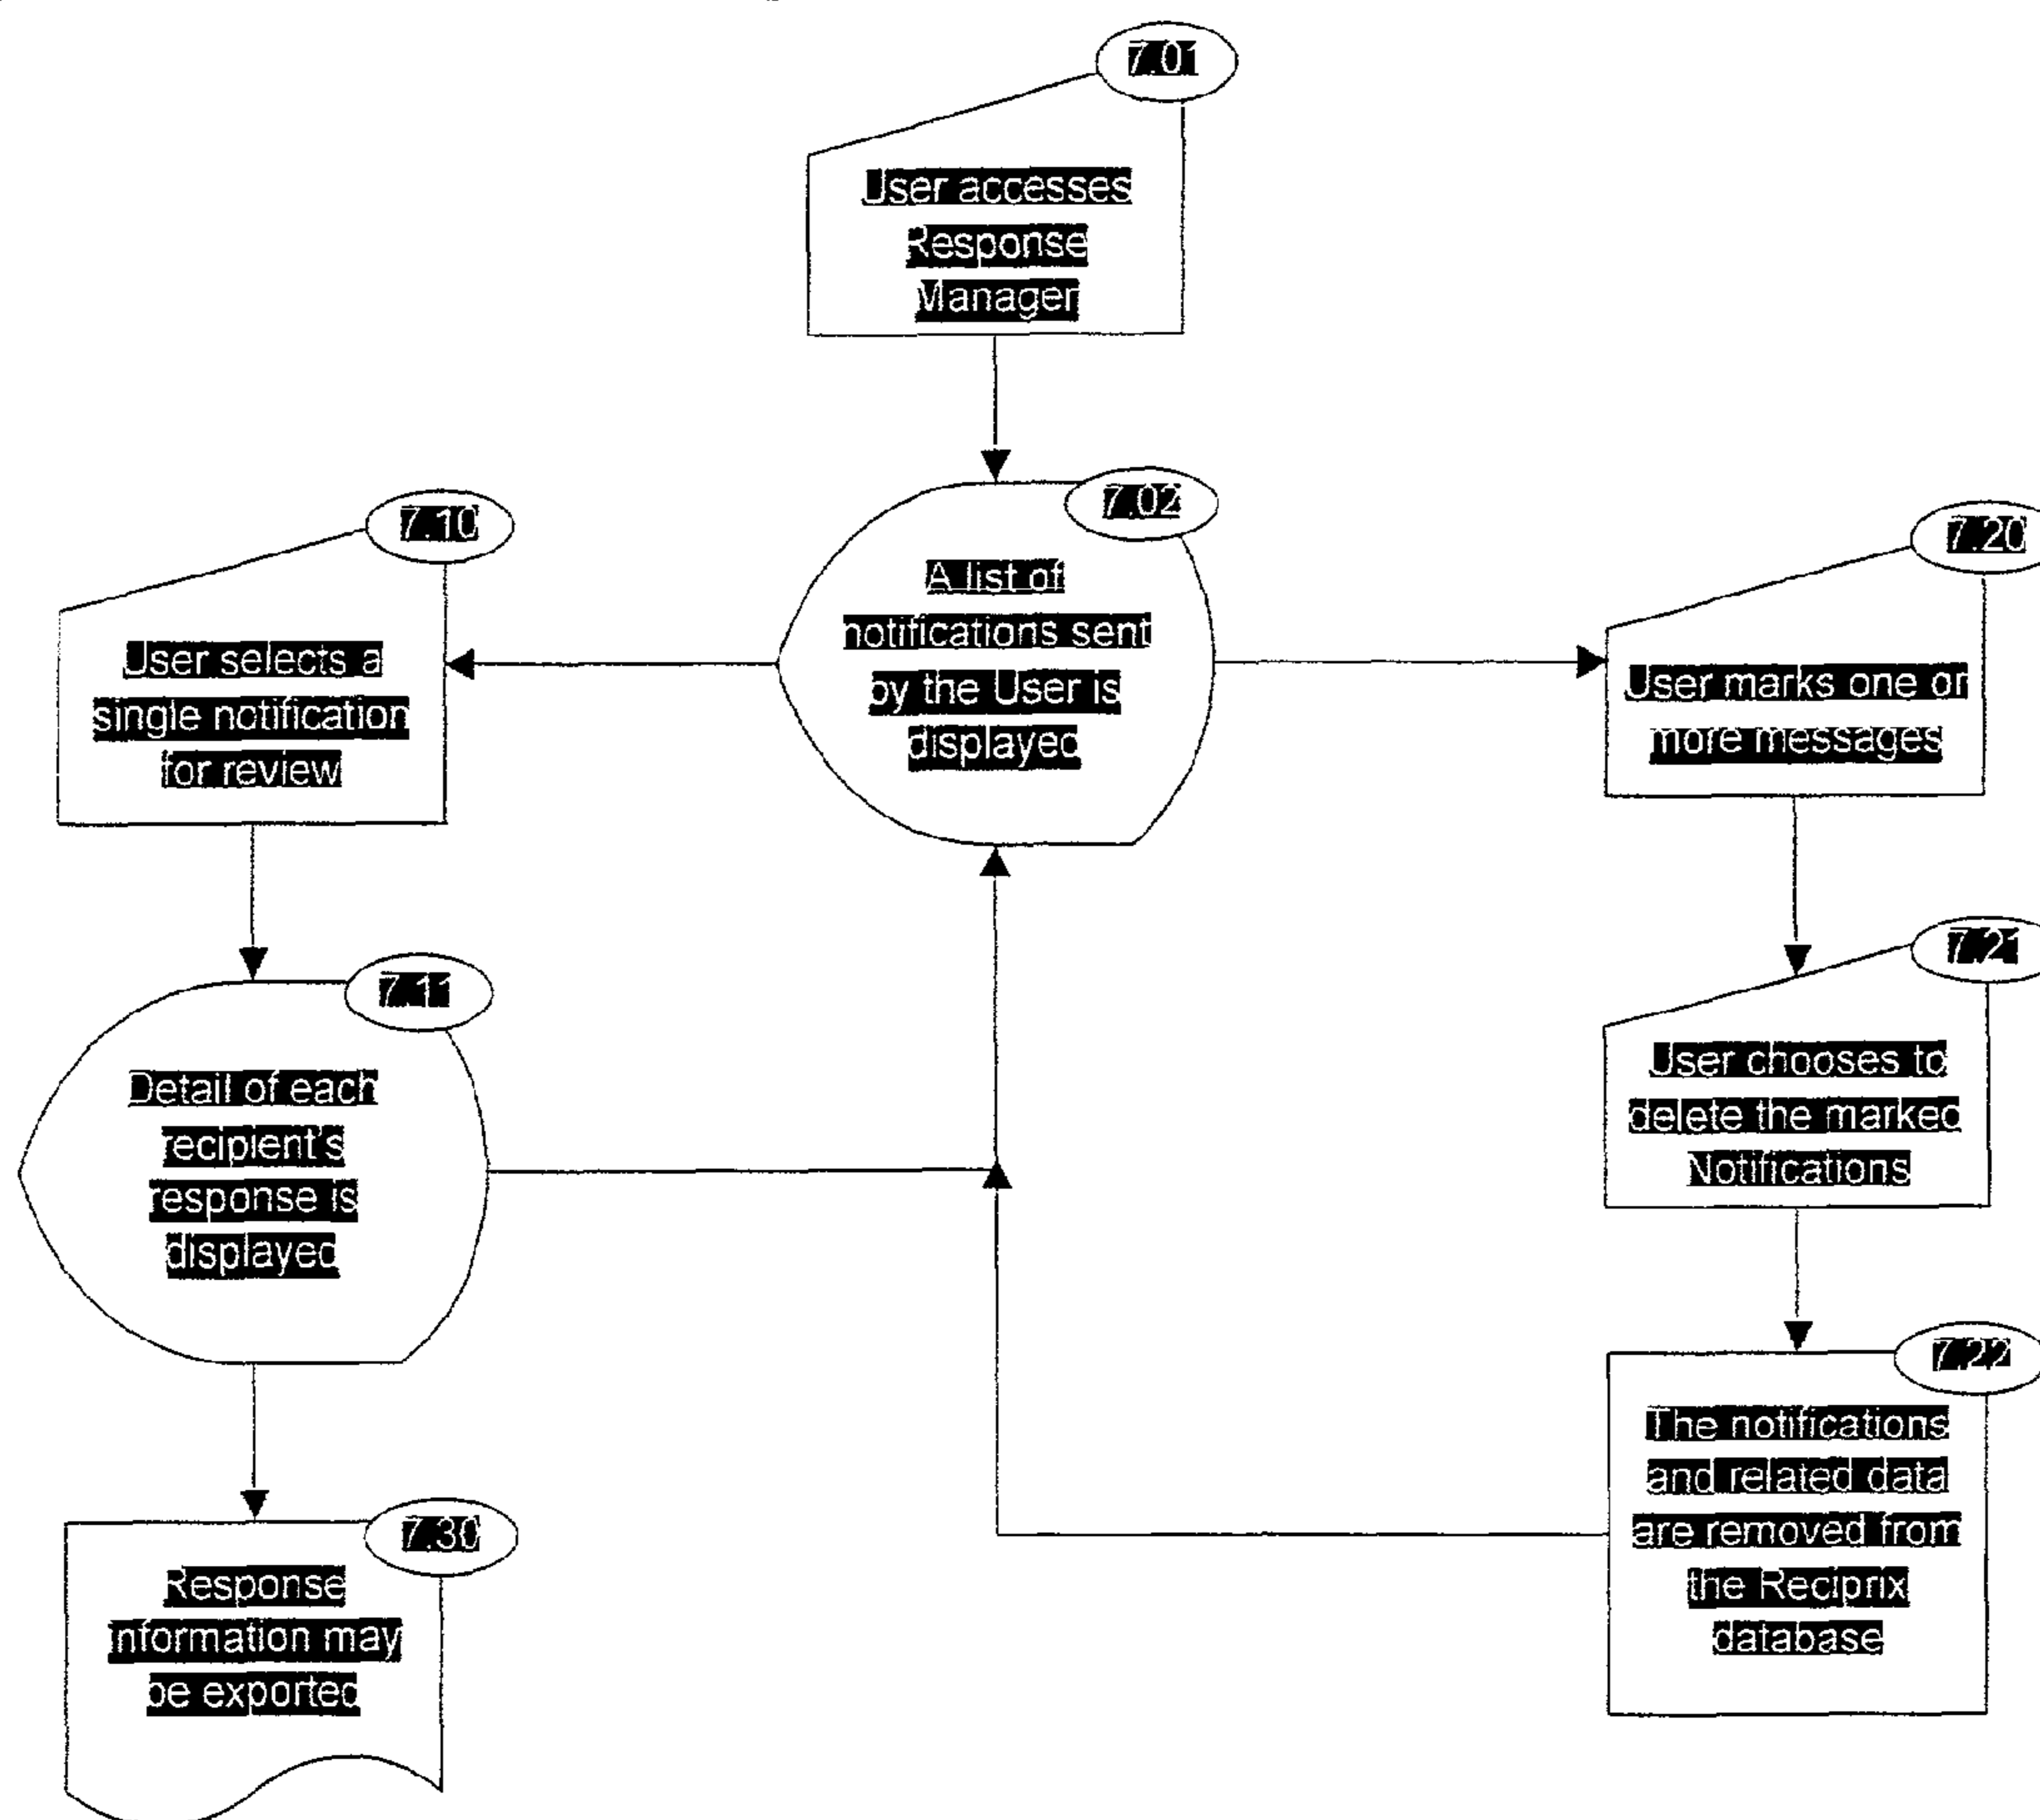 7.01
User accesses
Response
Manager
7.02
A list of
notifications sent
by the User is
displayed
7.10
User selects a
single notification
for review
7.20
User marks one or
more messages
7.11
Detail of each
recipient's
response is
displayed
7.21
User chooses to
delete the marked
Notifications
7.22
The notifications
and related data
are removed from
the Reciprix
database
7.30
Response
information may
be exported